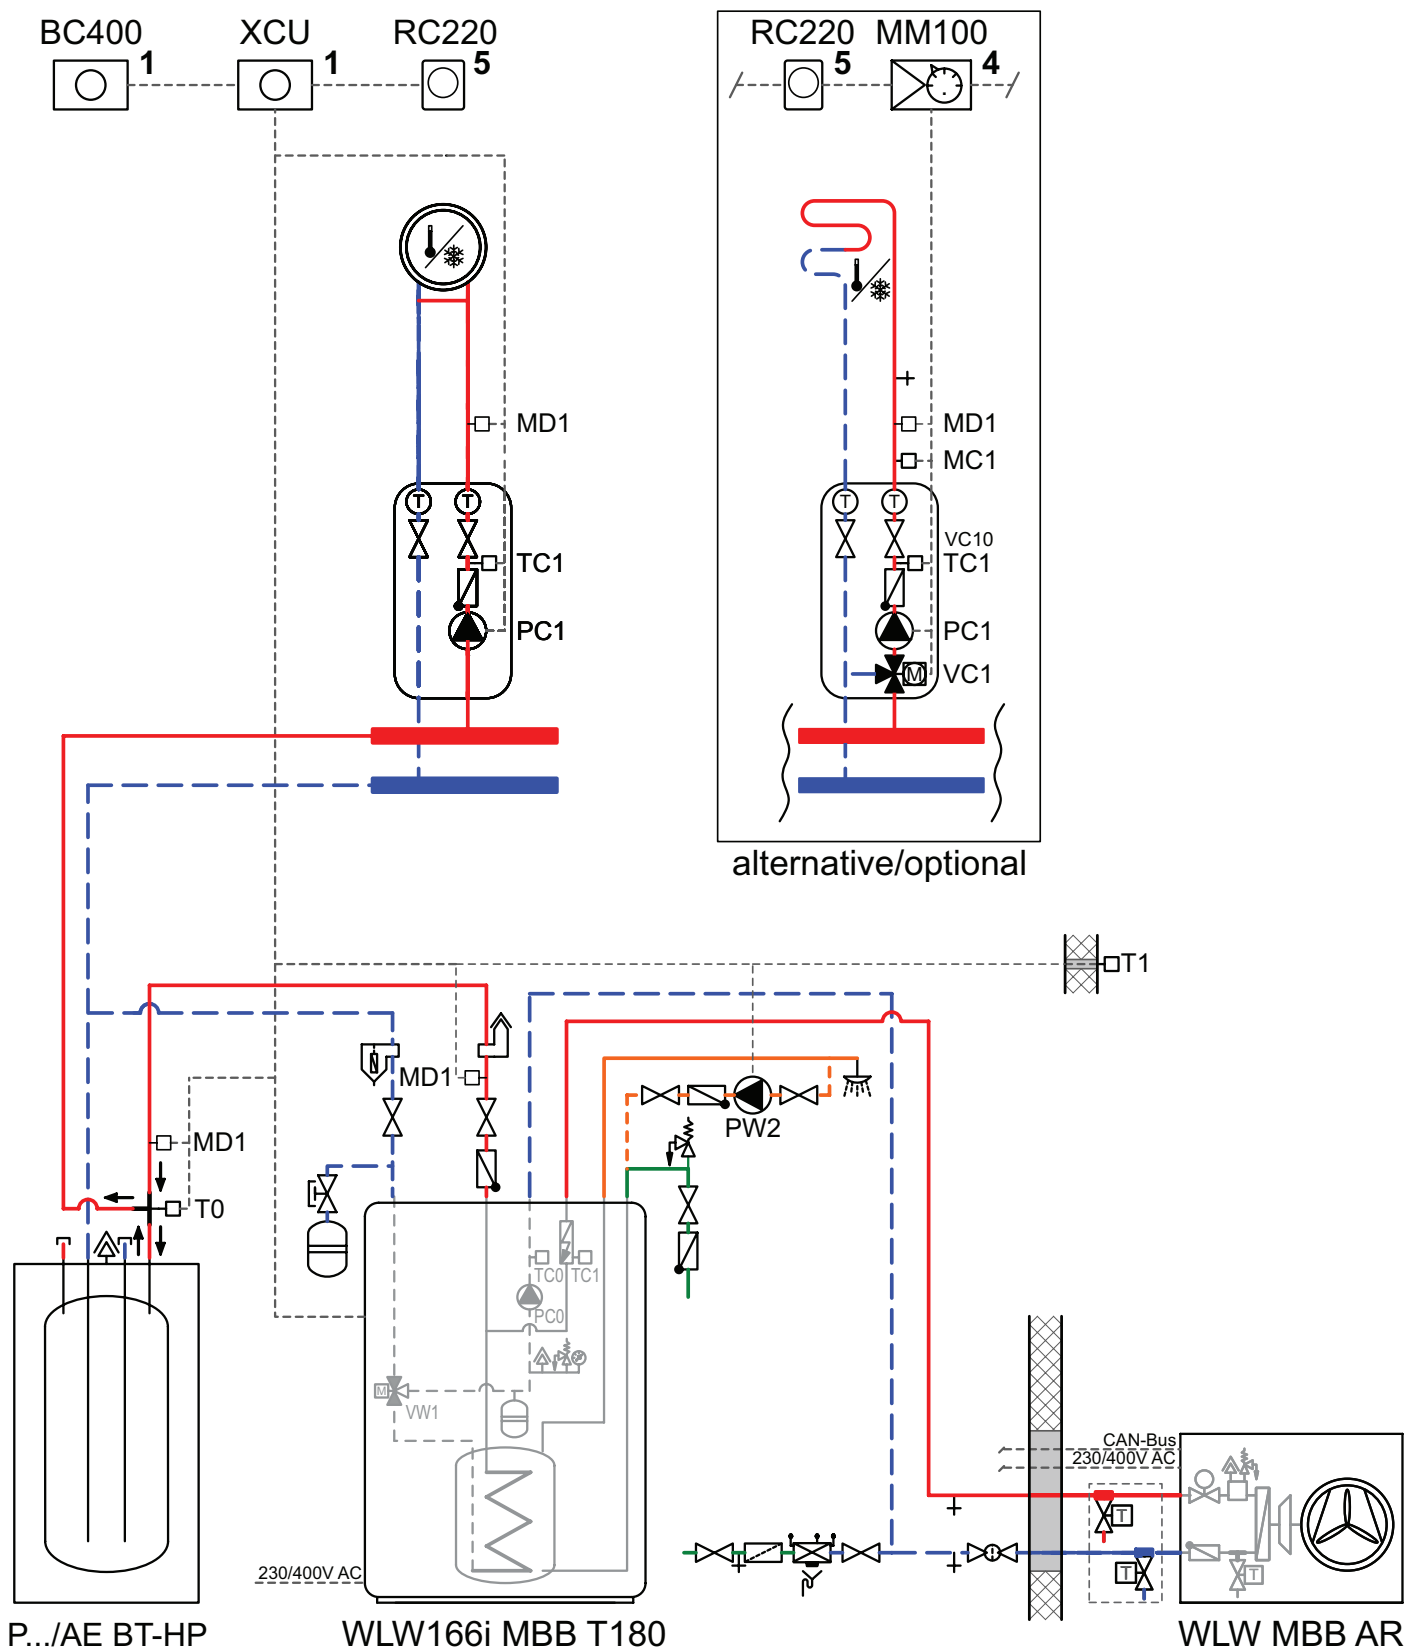 BC400 XCU RC220
1 1 5
RC220 MM100
5 4
MD1
T T
TC1
PC1
MD1
MC1
T T
VC10
TC1
PC1
M VC1
alternative/optional
T1
MD1
PW2
MD1
T0
TC0 TC1
PC0
M
VW1
CAN-Bus
230/400V AC
T
T
T
230/400V AC
P.../AE BT-HP
WLW166i MBB T180
WLW MBB AR